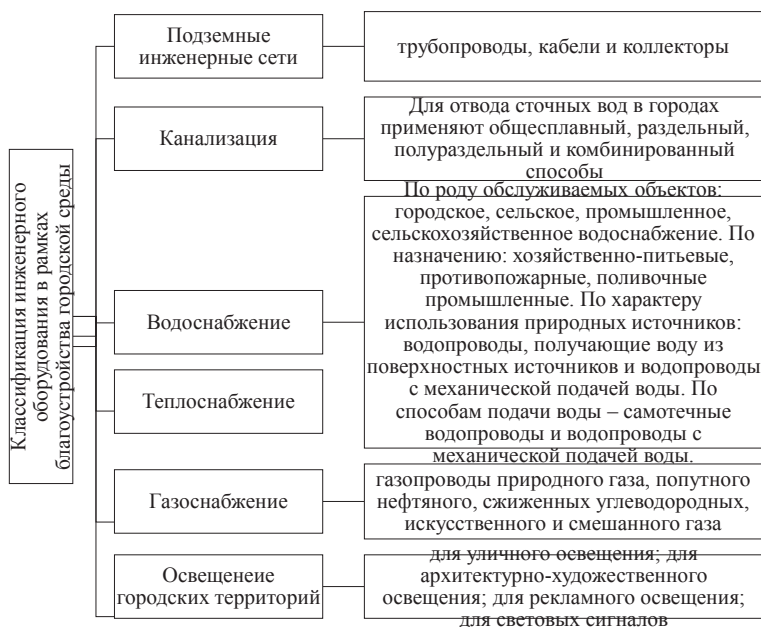 Классификация инженерного
оборудования в рамках
благоустройства городской среды
Подземные
инженерные сети
трубопроводы, кабели и коллекторы
Канализация
Для отвода сточных вод в городах
применяют общесплавный, раздельный,
полураздельный и комбинированный
способы
Водоснабжение
По роду обслуживаемых объектов:
городское, сельское, промышленное,
сельскохозяйственное водоснабжение. По
назначению: хозяйственно-питьевые,
противопожарные, поливочные
промышленные. По характеру
использования природных источников:
водопроводы, получающие воду из
поверхностных источников и водопроводы
с механической подачей воды. По
способам подачи воды – самотечные
водопроводы и водопроводы с
механической подачей воды.
Теплоснабжение
Газоснабжение
газопроводы природного газа, попутного
нефтяного, сжиженных углеводородных,
искусственного и смешанного газа
Освещенеие
городских территорий
для уличного освещения; для
архитектурно-художественного
освещения; для рекламного освещения;
для световых сигналов